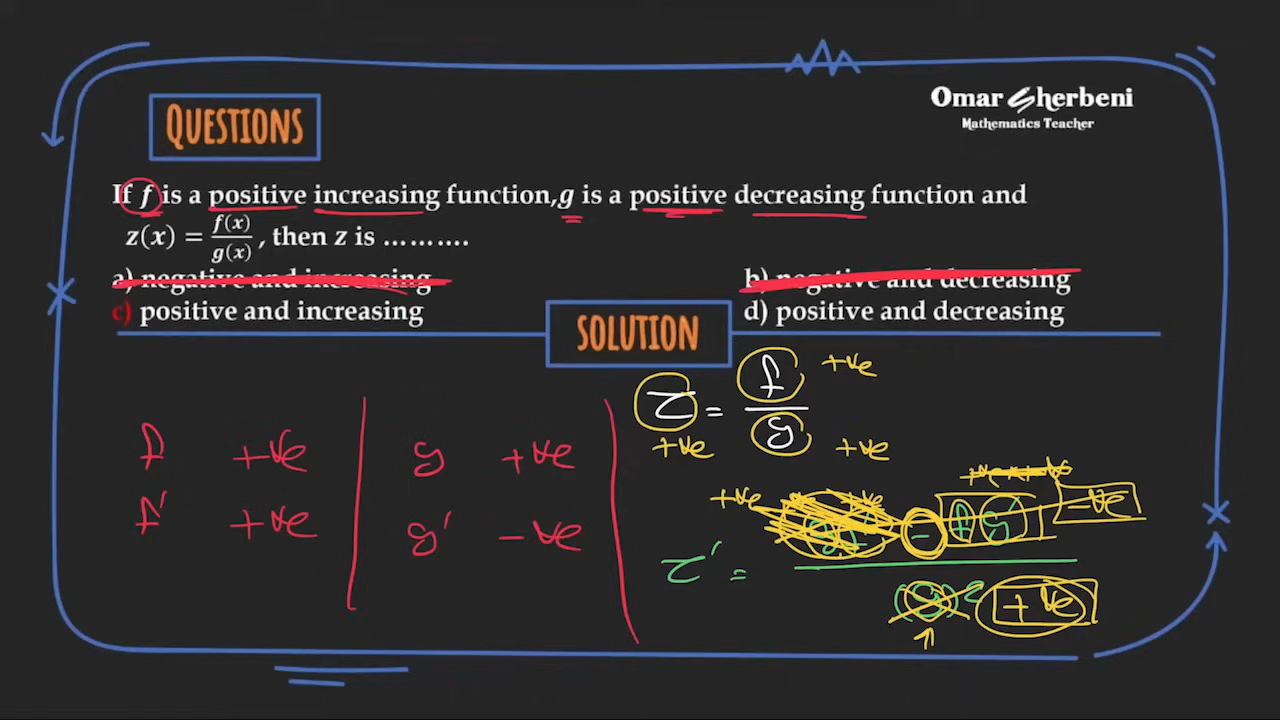 Omar Sherbeni
Mathematics Teacher
QUESTIONS
If f is a positive increasing function,g is a positive decreasing function and
z(x) = f(x)/g(x) , then z is ..........
a) negative and increasing
b) negative and decreasing
c) positive and increasing
d) positive and decreasing
SOLUTION
f +ve
f' +ve
g +ve
g' -ve
z = f/g
+ve
+ve
+ve
+ve
- f g' -ve
z' =
(g)² +ve